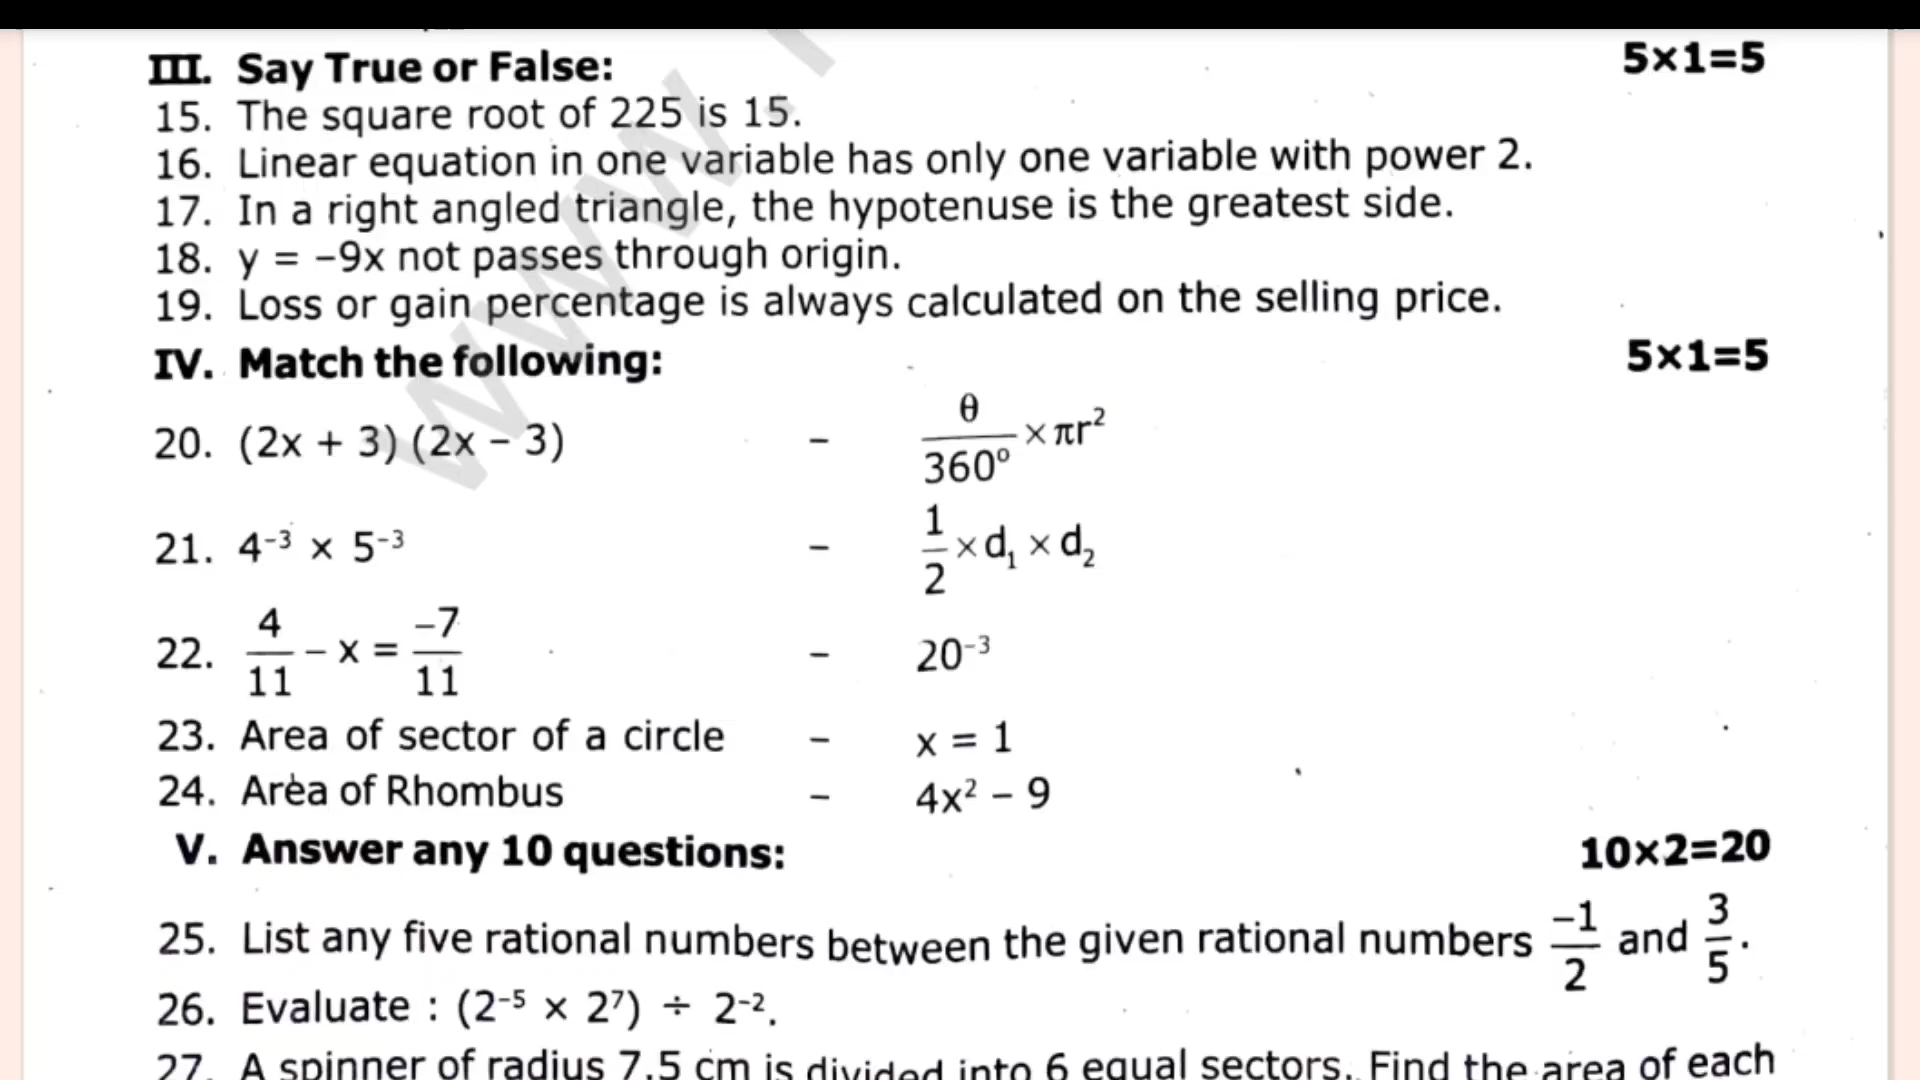 III. Say True or False: 5×1=5
15. The square root of 225 is 15.
16. Linear equation in one variable has only one variable with power 2.
17. In a right angled triangle, the hypotenuse is the greatest side.
18. y = −9x not passes through origin.
19. Loss or gain percentage is always calculated on the selling price.
IV. Match the following: 5×1=5
20. (2x + 3) (2x − 3) – θ/360° × πr²
21. 4⁻³ × 5⁻³ – 1/2 × d₁ × d₂
22. 4/11 − x = −7/11 – 20⁻³
23. Area of sector of a circle – x = 1
24. Area of Rhombus – 4x² − 9
V. Answer any 10 questions: 10×2=20
25. List any five rational numbers between the given rational numbers −1/2 and 3/5.
26. Evaluate : (2⁻⁵ × 2⁷) ÷ 2⁻².
27. A spinner of radius 7.5 cm is divided into 6 equal sectors. Find the area of each
www.